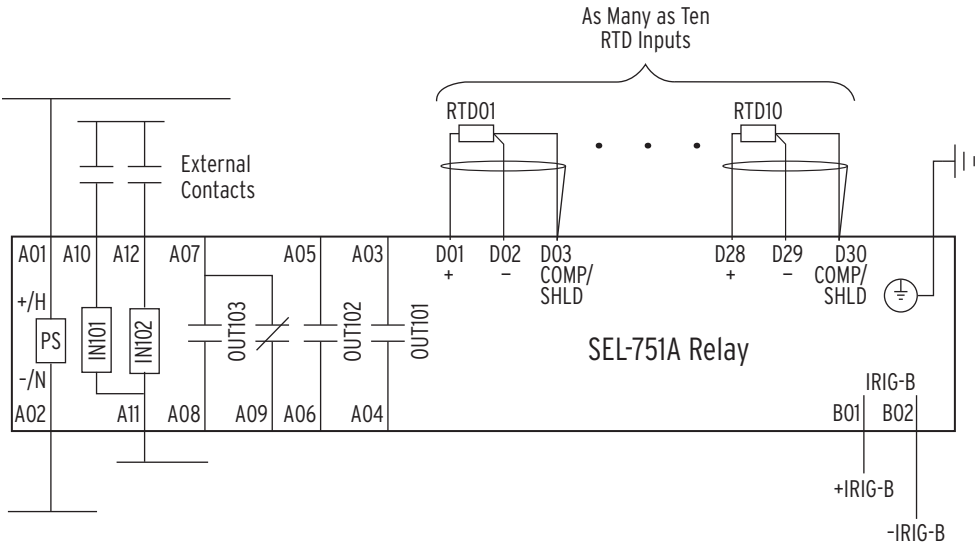 As Many as Ten
RTD Inputs
RTD01
RTD10
External
Contacts
A01
A10
A12
A07
A05
A03
D01
D02
D03
D28
D29
D30
+
–
COMP/
SHLD
+
–
COMP/
SHLD
+/H
PS
–/N
IN101
IN102
OUT103
OUT102
OUT101
SEL-751A Relay
IRIG-B
A02
A11
A08
A09
A06
A04
B01
B02
+IRIG-B
–IRIG-B